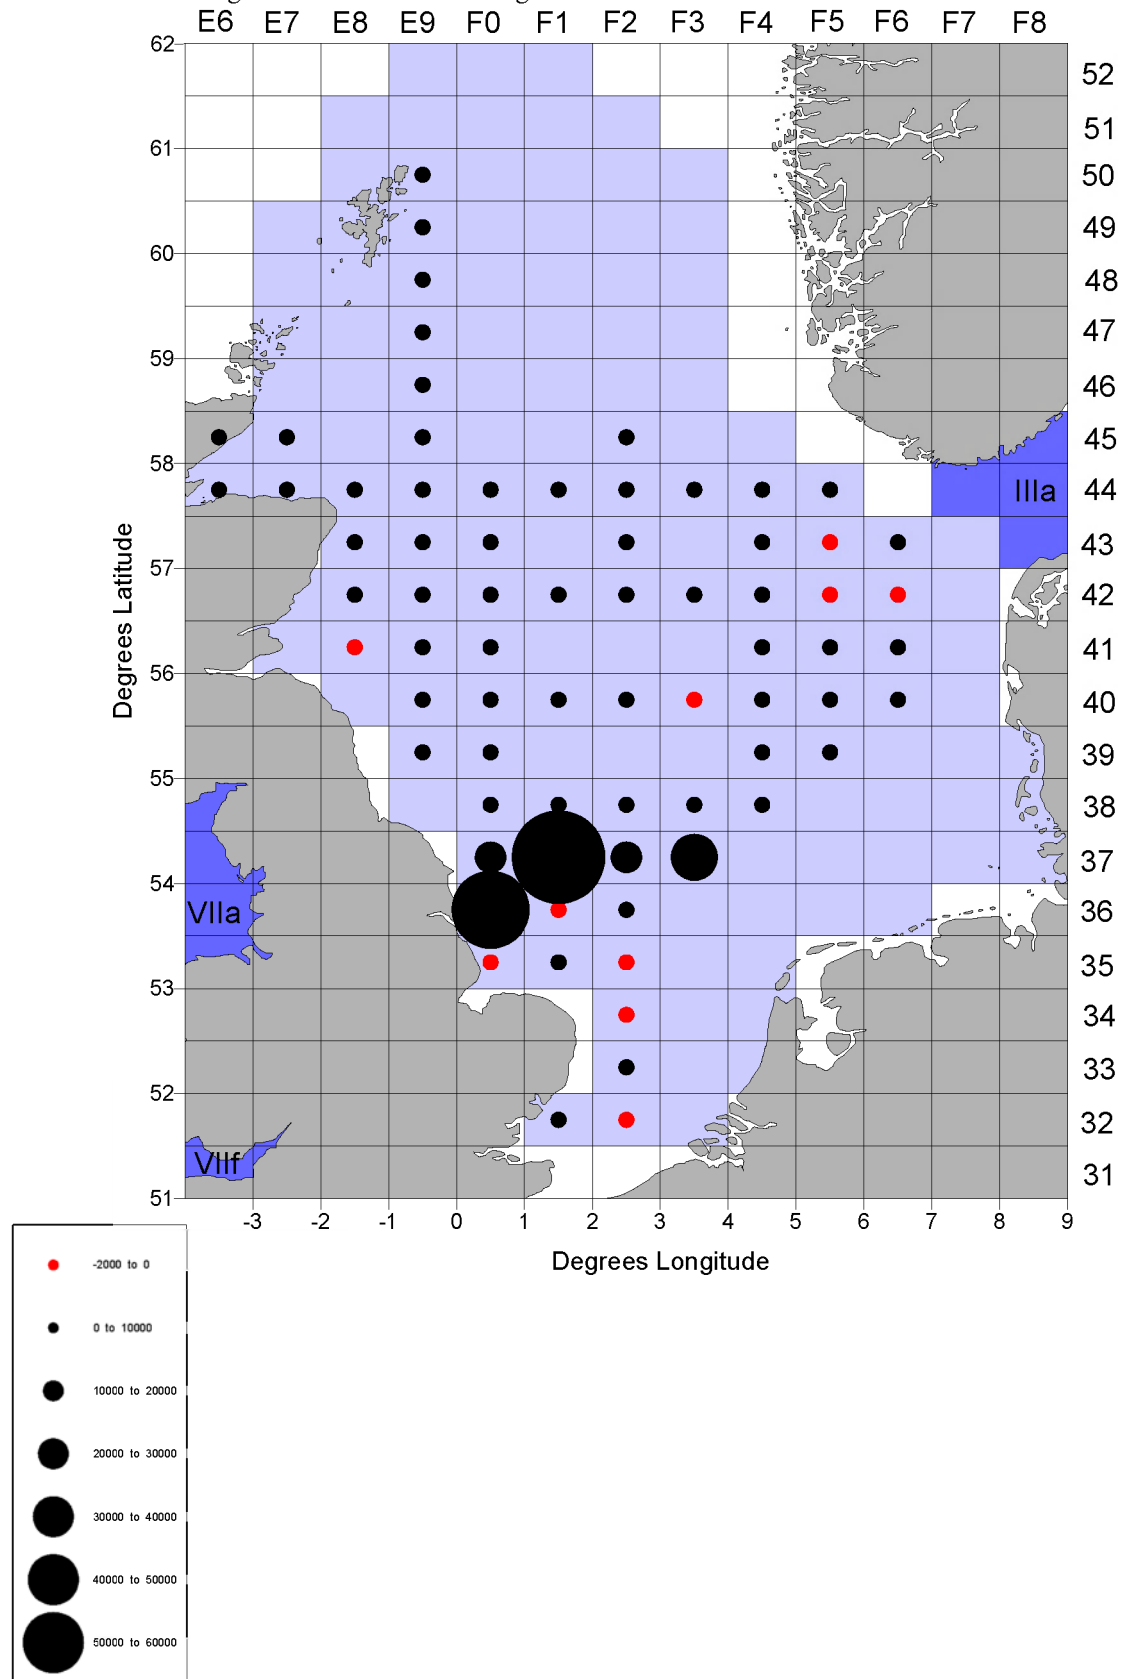 E6 E7 E8 E9 F0 F1 F2 F3 F4 F5 F6 F7 F8
62
52
51
61
50
49
60
48
47
59
46
45
58
44
IIIa
43
57
42
41
56
40
39
55
38
37
54
36
VIIa
35
53
34
33
52
32
VIIf
31
51
Degrees Latitude
-3 -2 -1 0 1 2 3 4 5 6 7 8 9
Degrees Longitude
-2000 to 0
0 to 10000
10000 to 20000
20000 to 30000
30000 to 40000
40000 to 50000
50000 to 60000